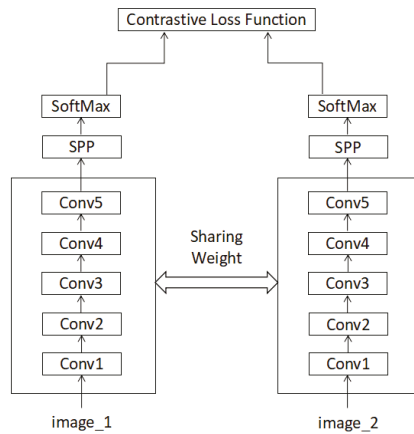 Contrastive Loss Function
SoftMax
SoftMax
SPP
SPP
Conv5
Conv5
Conv4
Conv4
Sharing
Weight
Conv3
Conv3
Conv2
Conv2
Conv1
Conv1
image_1
image_2